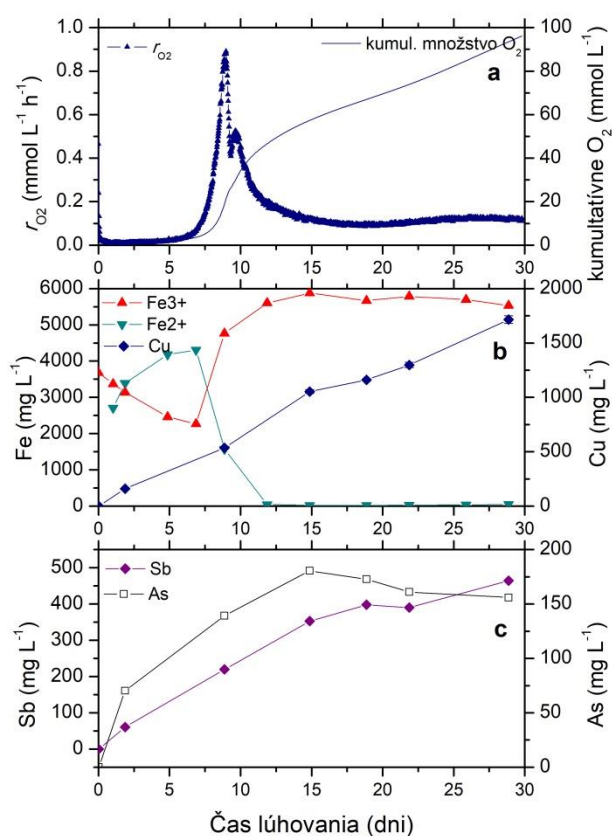 r O2
kumul. množstvo O2
a
1.0
0.8
0.6
0.4
0.2
0.0
rO2 (mmol L-1 h-1)
100
80
60
40
20
0
kumultatívne O2 (mmol L-1)
0 5 10 15 20 25 30
Fe3+
Fe2+
Cu
b
6000
5000
4000
3000
2000
1000
0
Fe (mg L-1)
2000
1500
1000
500
0
Cu (mg L-1)
0 5 10 15 20 25 30
Sb
As
c
500
400
300
200
100
0
Sb (mg L-1)
200
150
100
50
0
As (mg L-1)
0 5 10 15 20 25 30
Čas lúhovania (dni)